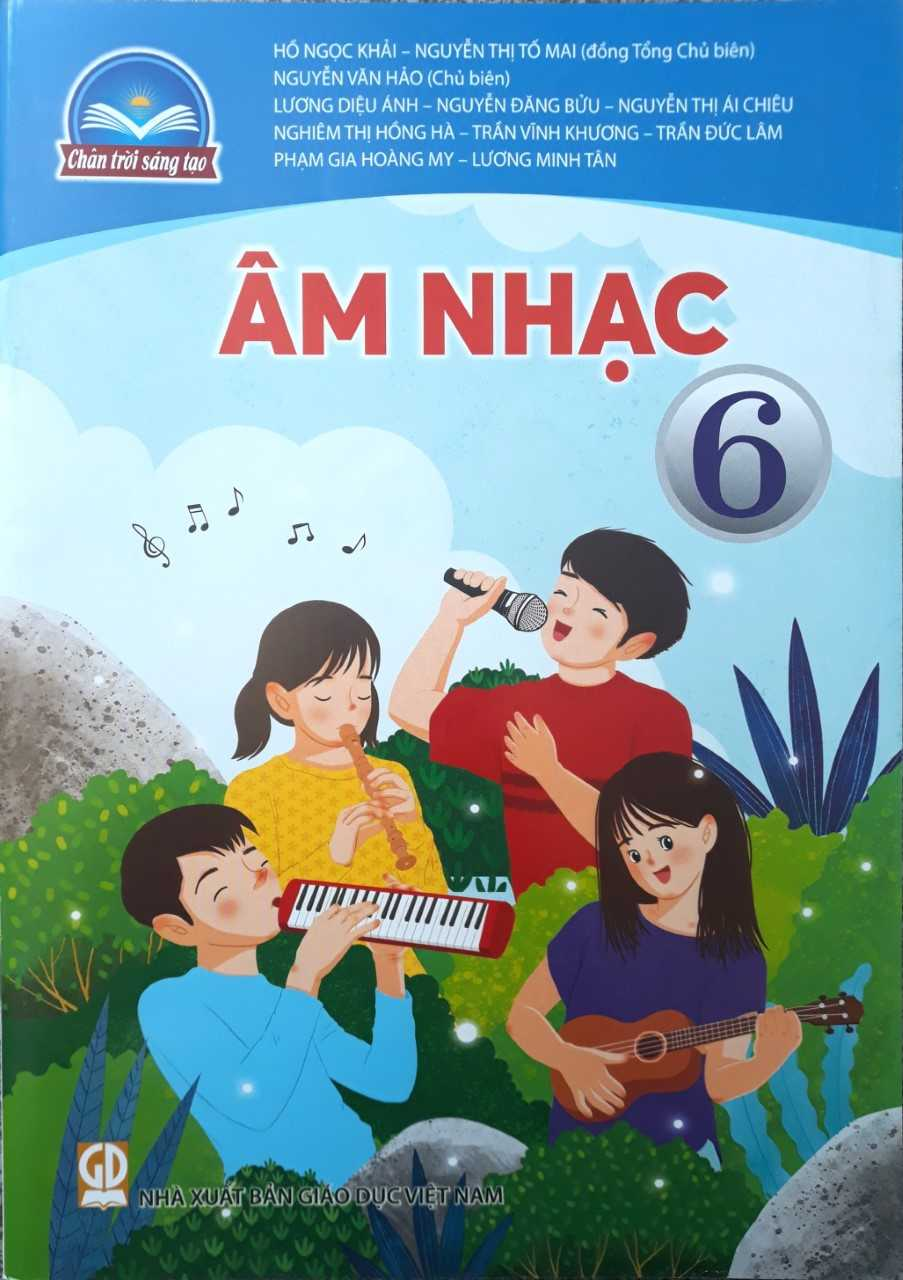 HỒ NGỌC KHẢI – NGUYỄN THỊ TỐ MAI (đồng Tổng Chủ biên)
NGUYỄN VĂN HẢO (Chủ biên)
LƯƠNG DIỆU ÁNH – NGUYỄN ĐĂNG BỬU – NGUYỄN THỊ ÁI CHIÊU
NGHIÊM THỊ HỒNG HÀ – TRẦN VĨNH KHƯƠNG – TRẦN ĐỨC LÂM
PHẠM GIA HOÀNG MY – LƯƠNG MINH TÂN
Chân trời sáng tạo
ÂM NHẠC
6
GD
NHÀ XUẤT BẢN GIÁO DỤC VIỆT NAM